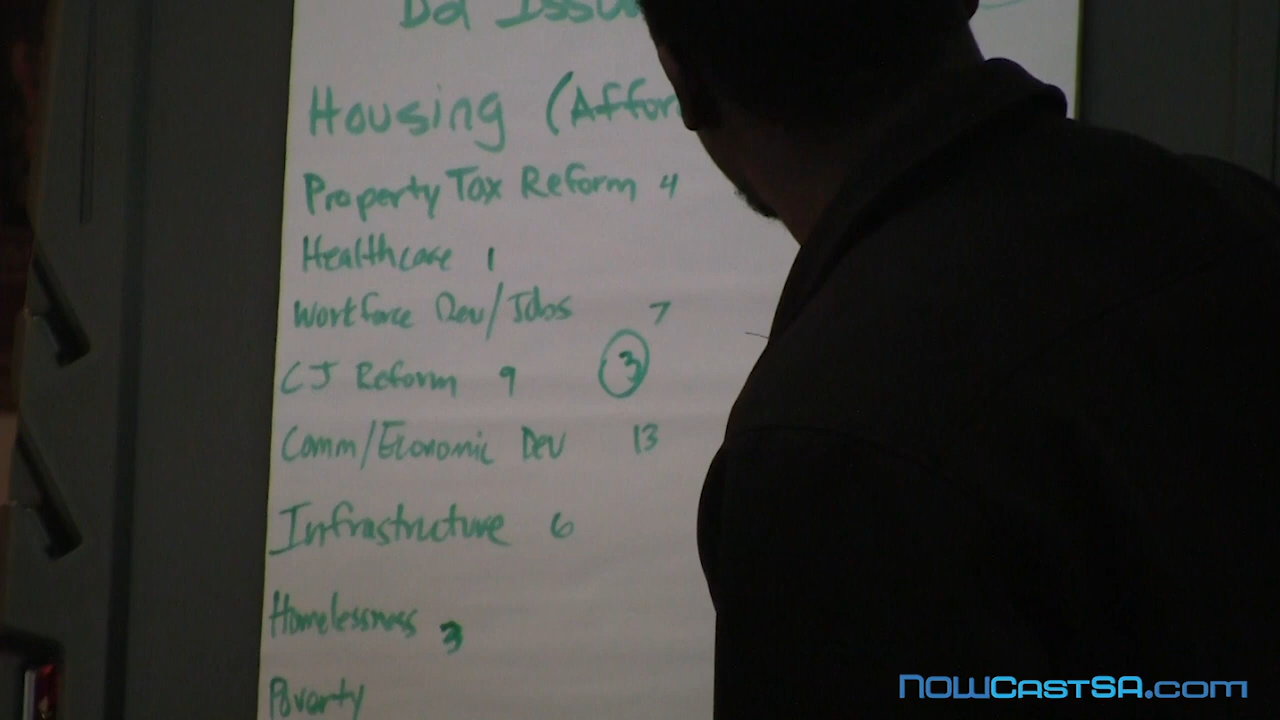 Housing (Affor
Property Tax Reform 4
Healthcare 1
Workforce Dev/Jobs 7
CJ Reform 9 3
Comm/Economic Dev 13
Infrastructure 6
Homelessness 3
Poverty
NOWCASTSA.COM